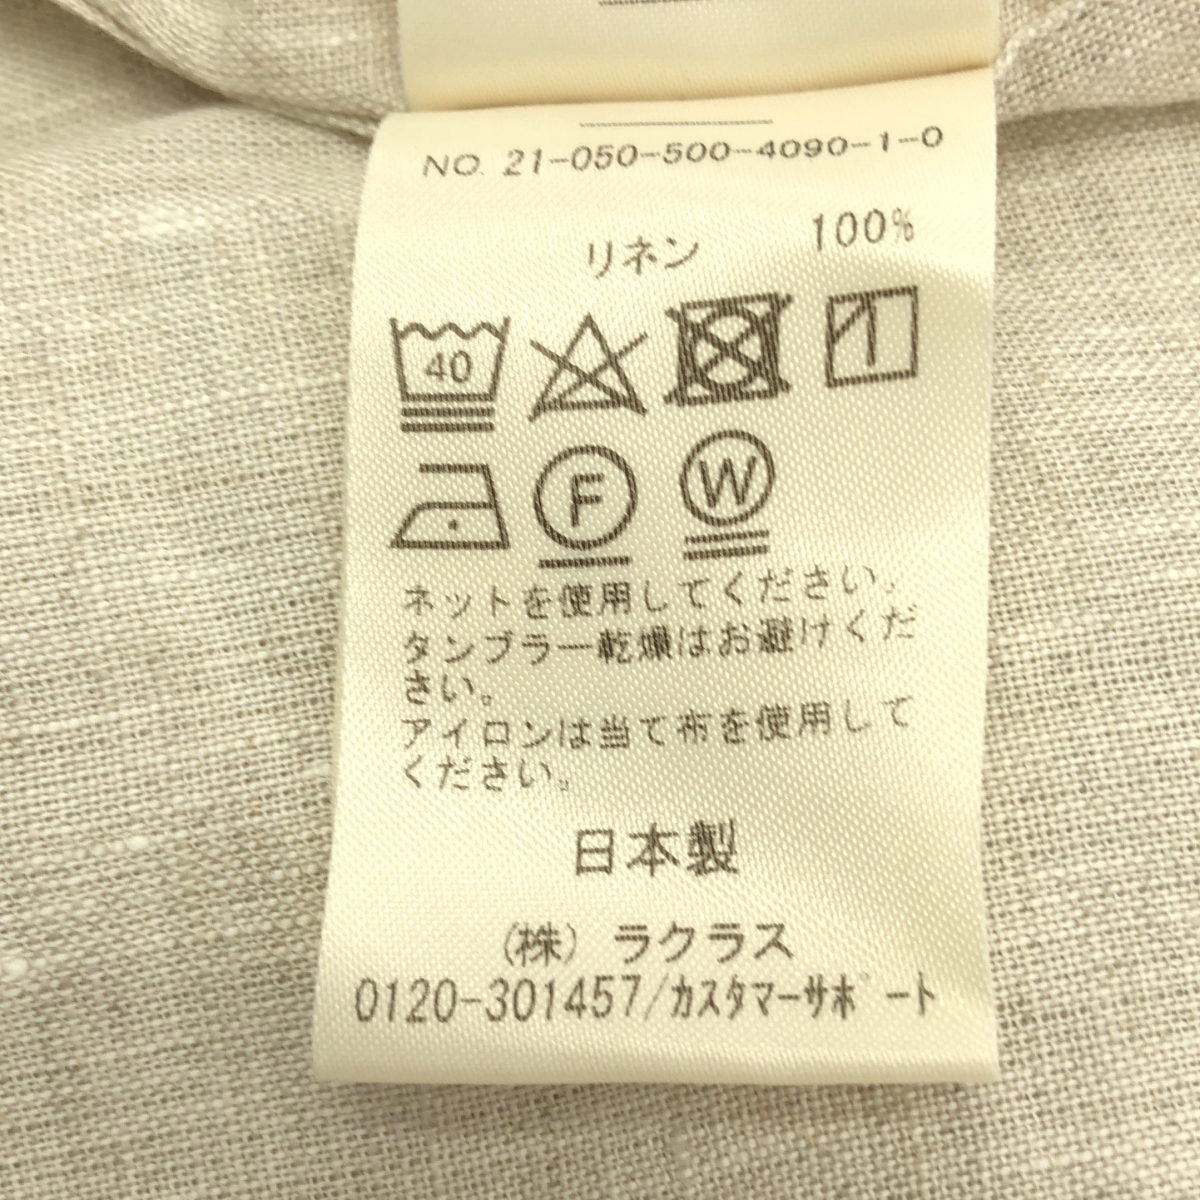 NO. 21-050-500-4090-1-0
リネン 100%
40
F W
ネットを使用してください。
タンブラー乾燥はお避けくだ
さい。
アイロンは当て布を使用して
ください。
日本製
(株) ラクラス
0120-301457/カスタマーサポート